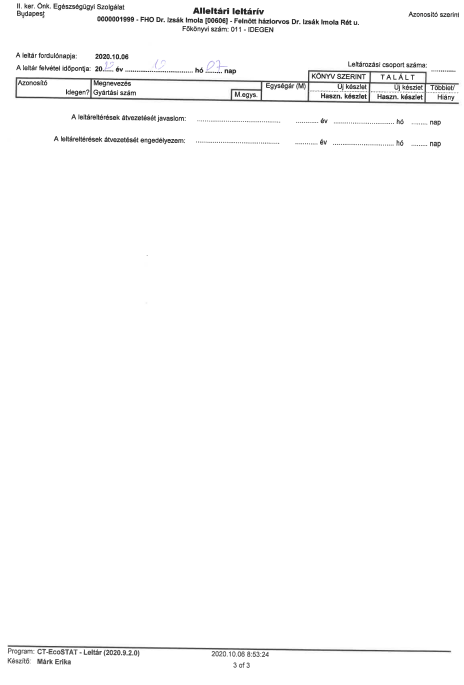 II. ker. Önk. Egészségügyi Szolgálat
Budapest
Alleltári leltárív
Azonosító szerint
0000001999 - FHO Dr. Izsák Imola [00606] - Felnőtt háziorvos Dr. Izsák Imola Rét u.
Főkönyvi szám: 011 - IDEGEN
A leltár fordulónapja: 2020.10.06
Leltározási csoport száma: ............
A leltár felvétel időpontja: 20...... év .................... hó 07 nap
KÖNYV SZERINT TALÁLT
Azonosító Megnevezés Egységár (M) Új készlet Új készlet Többlet/
Idegen? Gyártási szám M.egys. Haszn. készlet Haszn. készlet Hiány
A leltáreltérések átvezetését javaslom: ........................................ ........... év ............................. hó ........ nap
A leltáreltérések átvezetését engedélyezem: ........................................ ........... év ............................. hó ........ nap
Program: CT-EcoSTAT - Leltár (2020.9.2.0)
2020.10.06 8:53:24
Készítő: Márk Erika
3 of 3